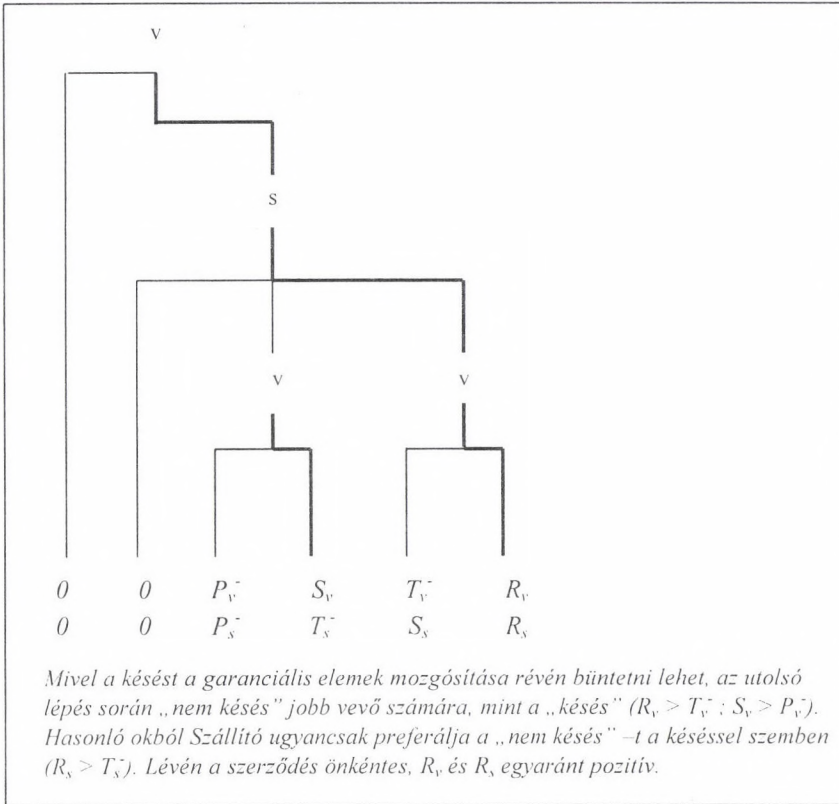 V
S
V V
0 0 P_v^- S_v T_v^- R_v
0 0 P_s^- T_s^- S_s R_s
Mivel a késést a garanciális elemek mozgósítása révén büntetni lehet, az utolsó
lépés során „nem késés” jobb vevő számára, mint a „késés” (R_v > T_v^- ; S_v > P_v^-).
Hasonló okból Szállító ugyancsak preferálja a „nem késés” –t a késéssel szemben
(R_s > T_s^-). Lévén a szerződés önkéntes, R_v és R_s egyaránt pozitív.